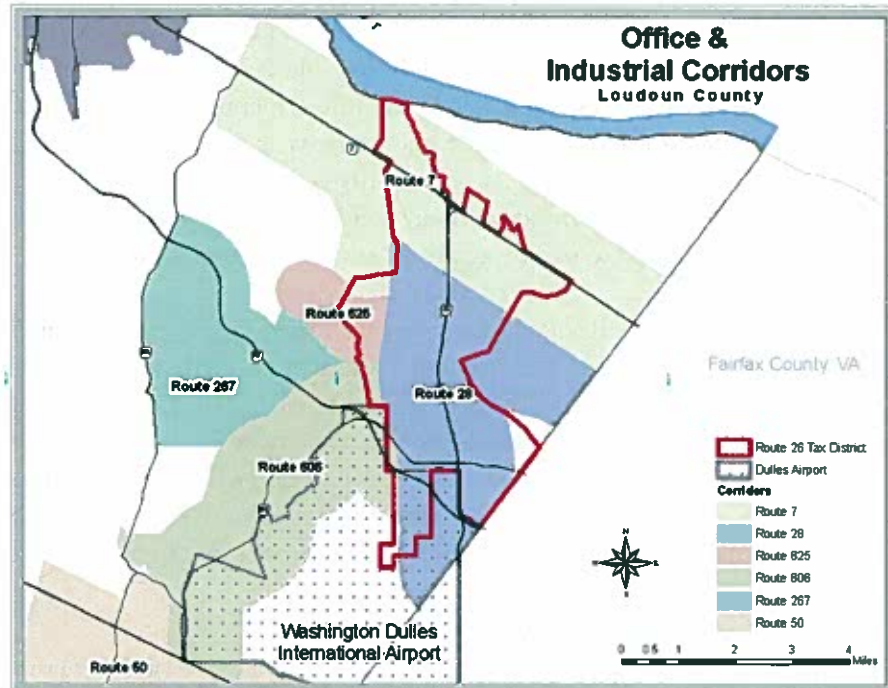 Office &
Industrial Corridors
Loudoun County
Route 7
Route 625
Route 267
Route 28
Route 606
Fairfax County VA
Route 50
Washington Dulles
International Airport
Route 28 Tax District
Dulles Airport
Corridors
Route 7
Route 28
Route 625
Route 606
Route 267
Route 50
N
0 0.5 1 2 3 4
Miles